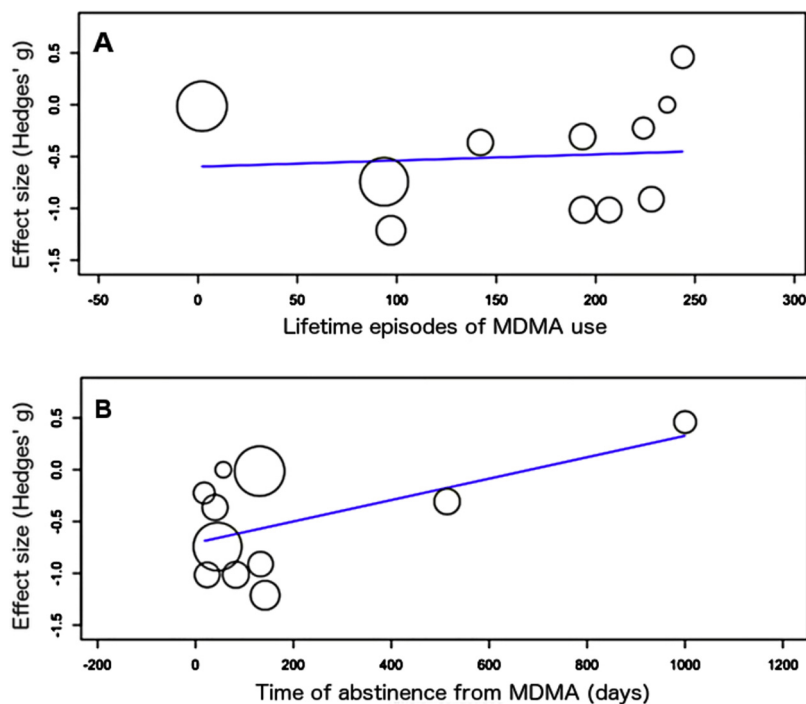 A
Effect size (Hedges' g)
0.5
0.0
-0.5
-1.0
-1.5
-50 0 50 100 150 200 250 300
Lifetime episodes of MDMA use
B
Effect size (Hedges' g)
0.5
0.0
-0.5
-1.0
-1.5
-200 0 200 400 600 800 1000 1200
Time of abstinence from MDMA (days)